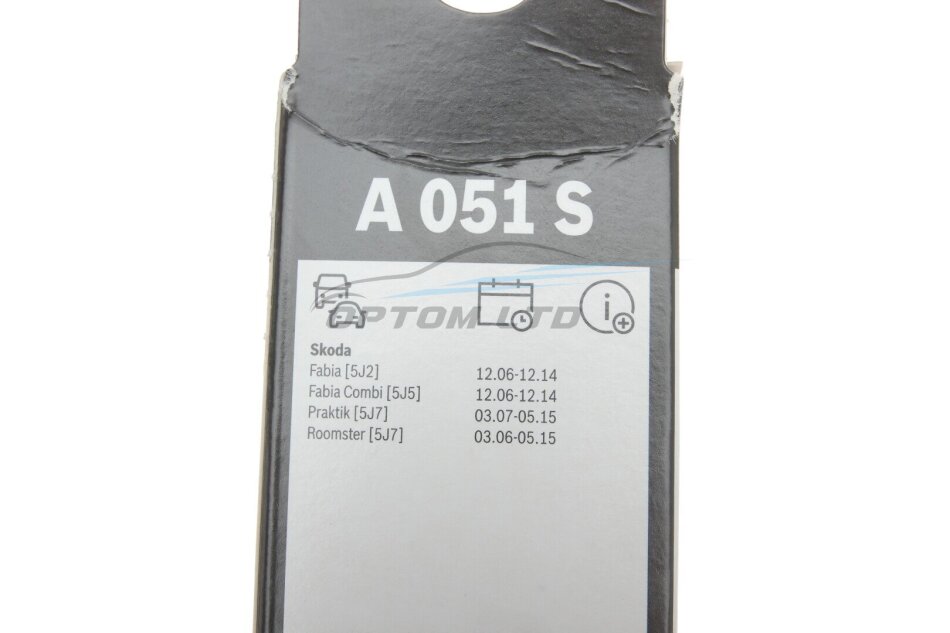 A 051 S
OPTOM LTD
Skoda
Fabia [5J2] 12.06-12.14
Fabia Combi [5J5] 12.06-12.14
Praktik [5J7] 03.07-05.15
Roomster [5J7] 03.06-05.15